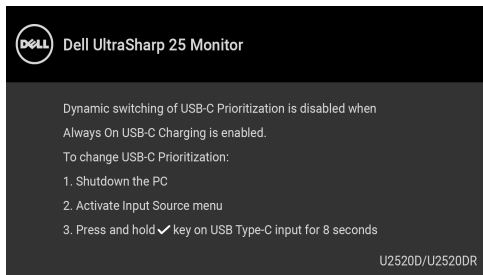 DELL Dell UltraSharp 25 Monitor
Dynamic switching of USB-C Prioritization is disabled when
Always On USB-C Charging is enabled.
To change USB-C Prioritization:
1. Shutdown the PC
2. Activate Input Source menu
3. Press and hold ✓ key on USB Type-C input for 8 seconds
U2520D/U2520DR